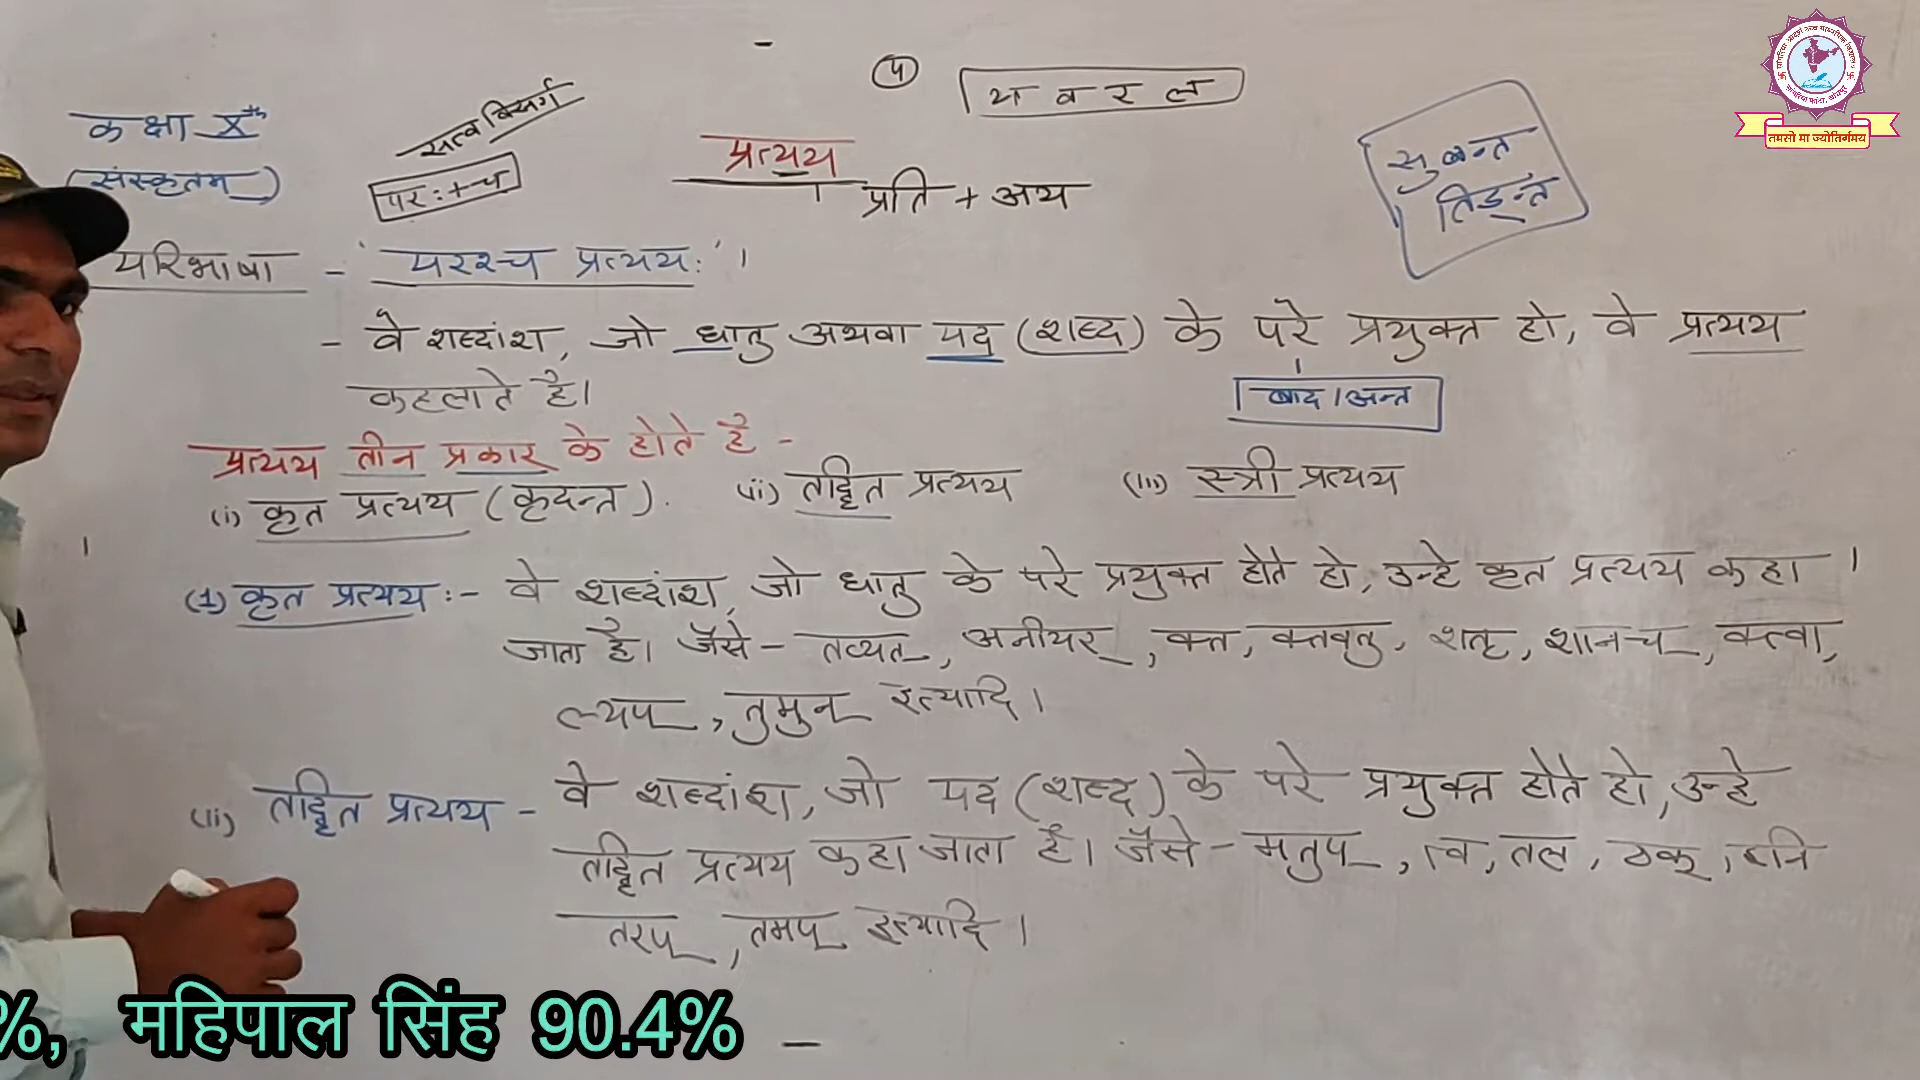 ५
य व र ल
कक्षा Xth
(संस्कृतम्)
सत्व विसर्ग
परः+च
प्रत्यय
प्रति + अय
सुबन्त
तिङन्त
तमसो मा ज्योतिर्गमय
परिभाषा - 'परश्च प्रत्ययः'।
- वे शब्दांश, जो धातु अथवा पद (शब्द) के परे प्रयुक्त हो, वे प्रत्यय
बाद।अन्त
कहलाते है।
प्रत्यय तीन प्रकार के होते है -
(i) कृत प्रत्यय (कृदन्त). (ii) तद्धित प्रत्यय (iii) स्त्री प्रत्यय
(1) कृत प्रत्यय :- वे शब्दांश, जो धातु के परे प्रयुक्त होते हो, उन्हे कृत प्रत्यय कहा
जाता है। जैसे - तव्यत्, अनीयर्, क्त, क्तवतु, शतृ, शानच्, क्त्वा,
ल्यप्, तुमुन् इत्यादि।
(ii) तद्धित प्रत्यय - वे शब्दांश, जो पद (शब्द) के परे प्रयुक्त होते हो, उन्हे
तद्धित प्रत्यय कहा जाता है। जैसे - मतुप्, त्व, तल, ठक्, इनि
तरप्, तमप् इत्यादि।
%, महिपाल सिंह 90.4%